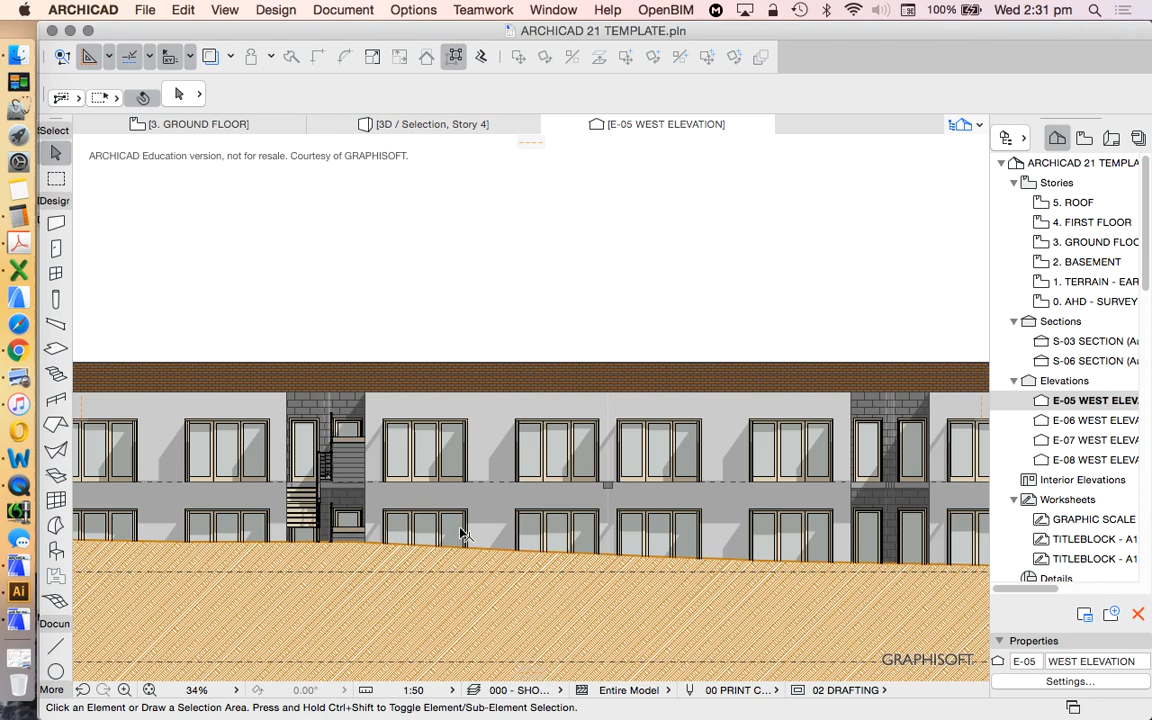 ARCHICAD File Edit View Design Document Options Teamwork Window Help OpenBIM 100% Wed 2:31 pm
ARCHICAD 21 TEMPLATE.pln
[3. GROUND FLOOR] [3D / Selection, Story 4] [E-05 WEST ELEVATION]
Select
ARCHICAD Education version, not for resale. Courtesy of GRAPHISOFT.
Design
ARCHICAD 21 TEMPLA
Stories
5. ROOF
4. FIRST FLOOR
3. GROUND FLOO
2. BASEMENT
1. TERRAIN - EAR
0. AHD - SURVEY
Sections
S-03 SECTION (A
S-06 SECTION (A
Elevations
E-05 WEST ELEV
E-06 WEST ELEV
E-07 WEST ELEV
E-08 WEST ELEV
Interior Elevations
Worksheets
GRAPHIC SCALE
TITLEBLOCK - A1
TITLEBLOCK - A1
Details
Docun
Properties
E-05 WEST ELEVATION
Settings...
GRAPHISOFT.
More 34% 0.00° 1:50 000 - SHO... Entire Model 00 PRINT C... 02 DRAFTING
Click an Element or Draw a Selection Area. Press and Hold Ctrl+Shift to Toggle Element/Sub-Element Selection.